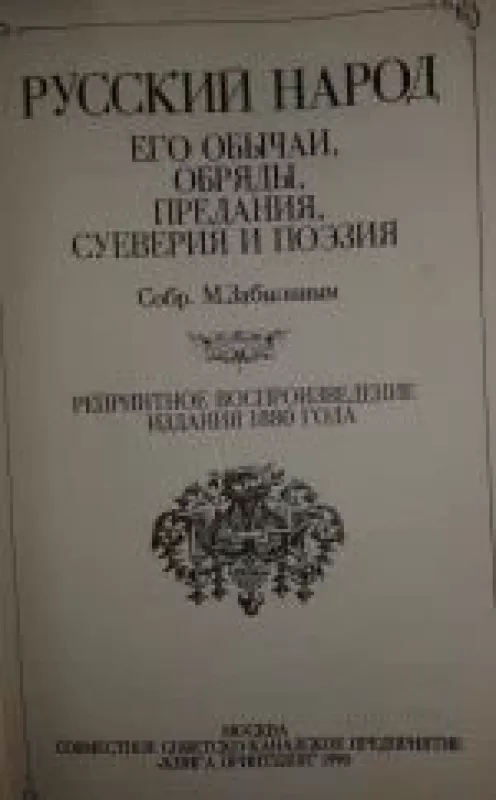 РУССКИЙ НАРОД
ЕГО ОБЫЧАИ,
ОБРЯДЫ,
ПРЕДАНИЯ,
СУЕВЕРИЯ И ПОЭЗИЯ
Собр. М.Забылиным
РЕПРИНТНОЕ ВОСПРОИЗВЕДЕНИЕ
ИЗДАНИЯ 1880 ГОДА
МОСКВА
СОВМЕСТНОЕ СОВЕТСКО-КАНАДСКОЕ ПРЕДПРИЯТИЕ
«КНИГА ПРИНТШОП»